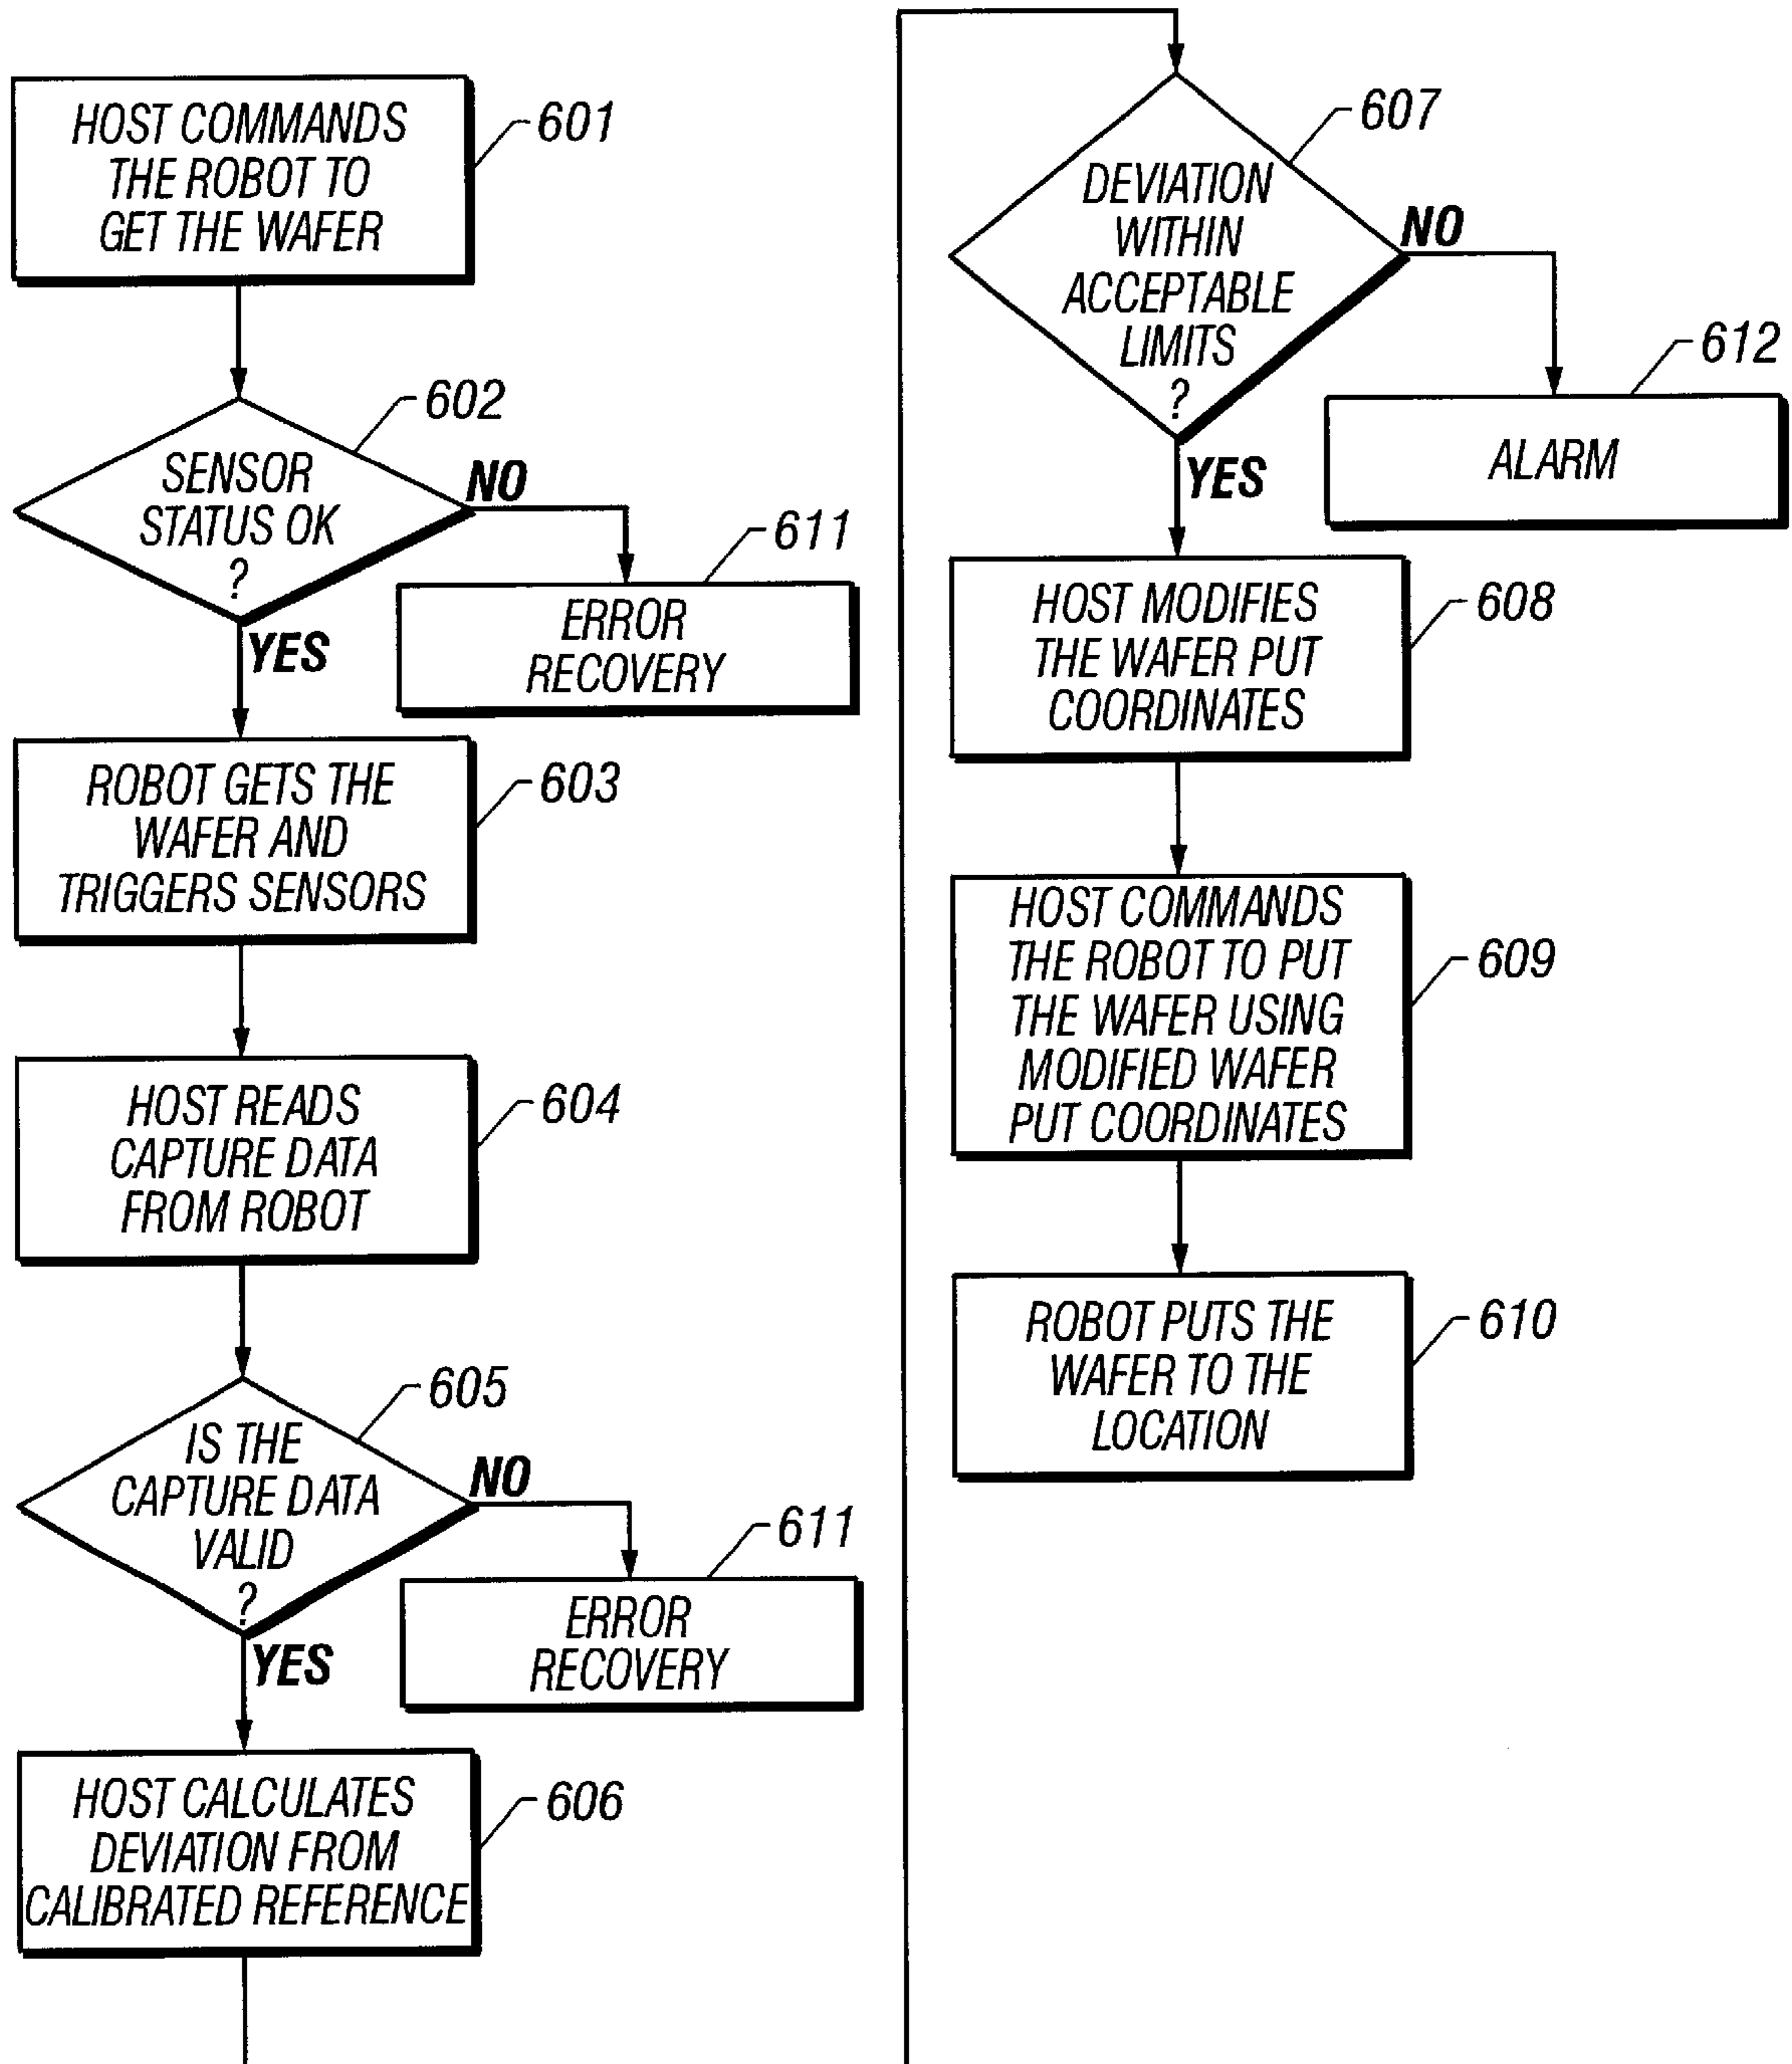 HOST COMMANDS
THE ROBOT TO
GET THE WAFER
601
602
SENSOR
STATUS OK
?
NO
YES
611
ERROR
RECOVERY
ROBOT GETS THE
WAFER AND
TRIGGERS SENSORS
603
HOST READS
CAPTURE DATA
FROM ROBOT
604
605
IS THE
CAPTURE DATA
VALID
?
NO
YES
611
ERROR
RECOVERY
HOST CALCULATES
DEVIATION FROM
CALIBRATED REFERENCE
606
607
DEVIATION
WITHIN
ACCEPTABLE
LIMITS
?
NO
YES
612
ALARM
HOST MODIFIES
THE WAFER PUT
COORDINATES
608
HOST COMMANDS
THE ROBOT TO PUT
THE WAFER USING
MODIFIED WAFER
PUT COORDINATES
609
ROBOT PUTS THE
WAFER TO THE
LOCATION
610